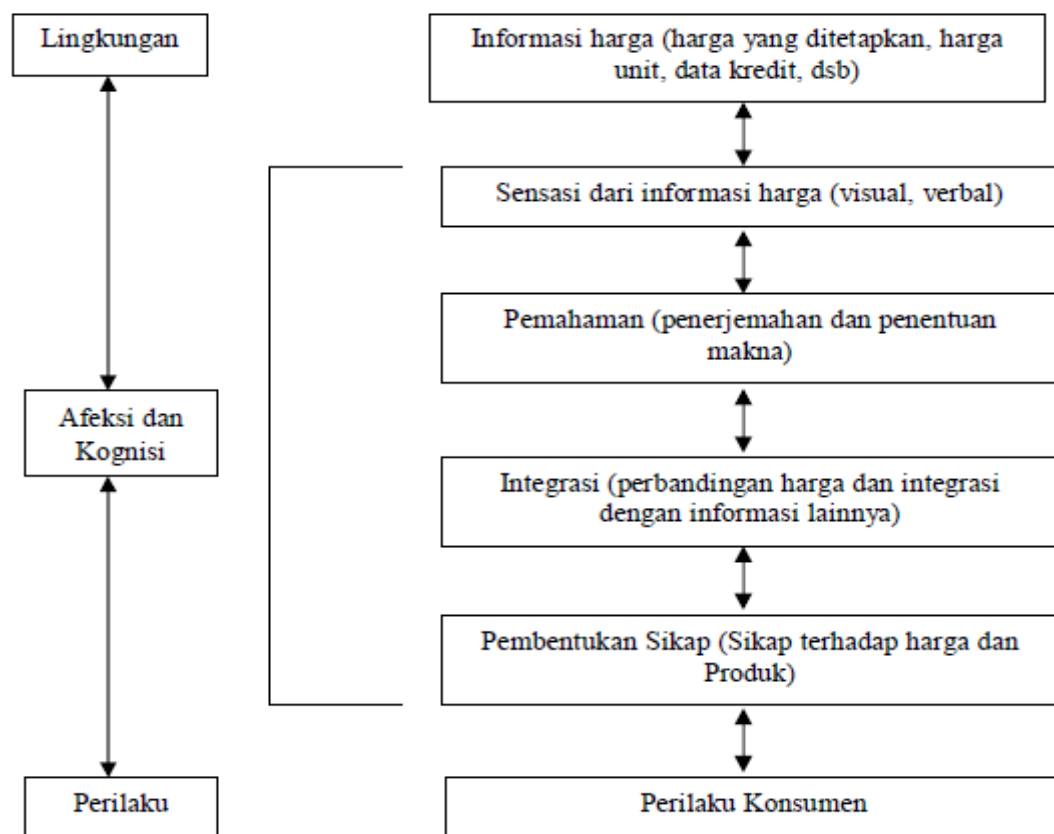 Lingkungan
Informasi harga (harga yang ditetapkan, harga
unit, data kredit, dsb)
Sensasi dari informasi harga (visual, verbal)
Pemahaman (penerjemahan dan penentuan
makna)
Afeksi dan
Kognisi
Integrasi (perbandingan harga dan integrasi
dengan informasi lainnya)
Pembentukan Sikap (Sikap terhadap harga dan
Produk)
Perilaku
Perilaku Konsumen